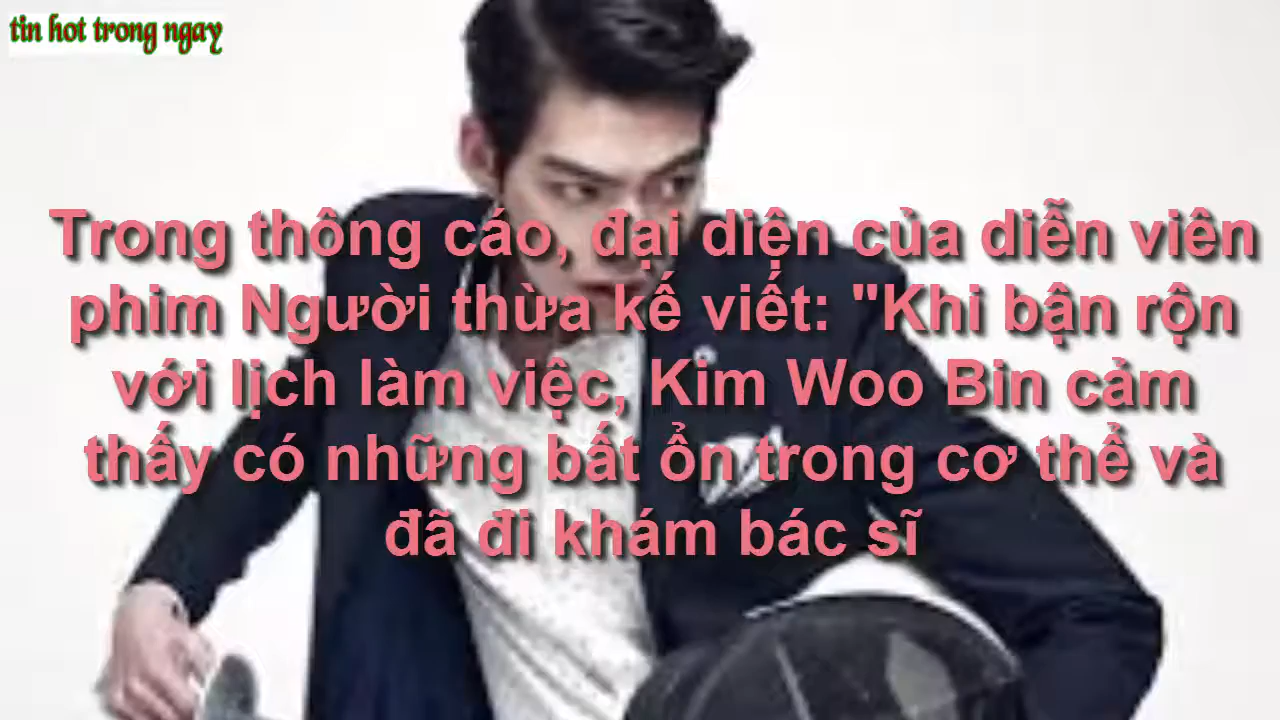 tin hot trong ngay
Trong thông cáo, đại diện của diễn viên
phim Người thừa kế viết: "Khi bận rộn
với lịch làm việc, Kim Woo Bin cảm
thấy có những bất ổn trong cơ thể và
đã đi khám bác sĩ